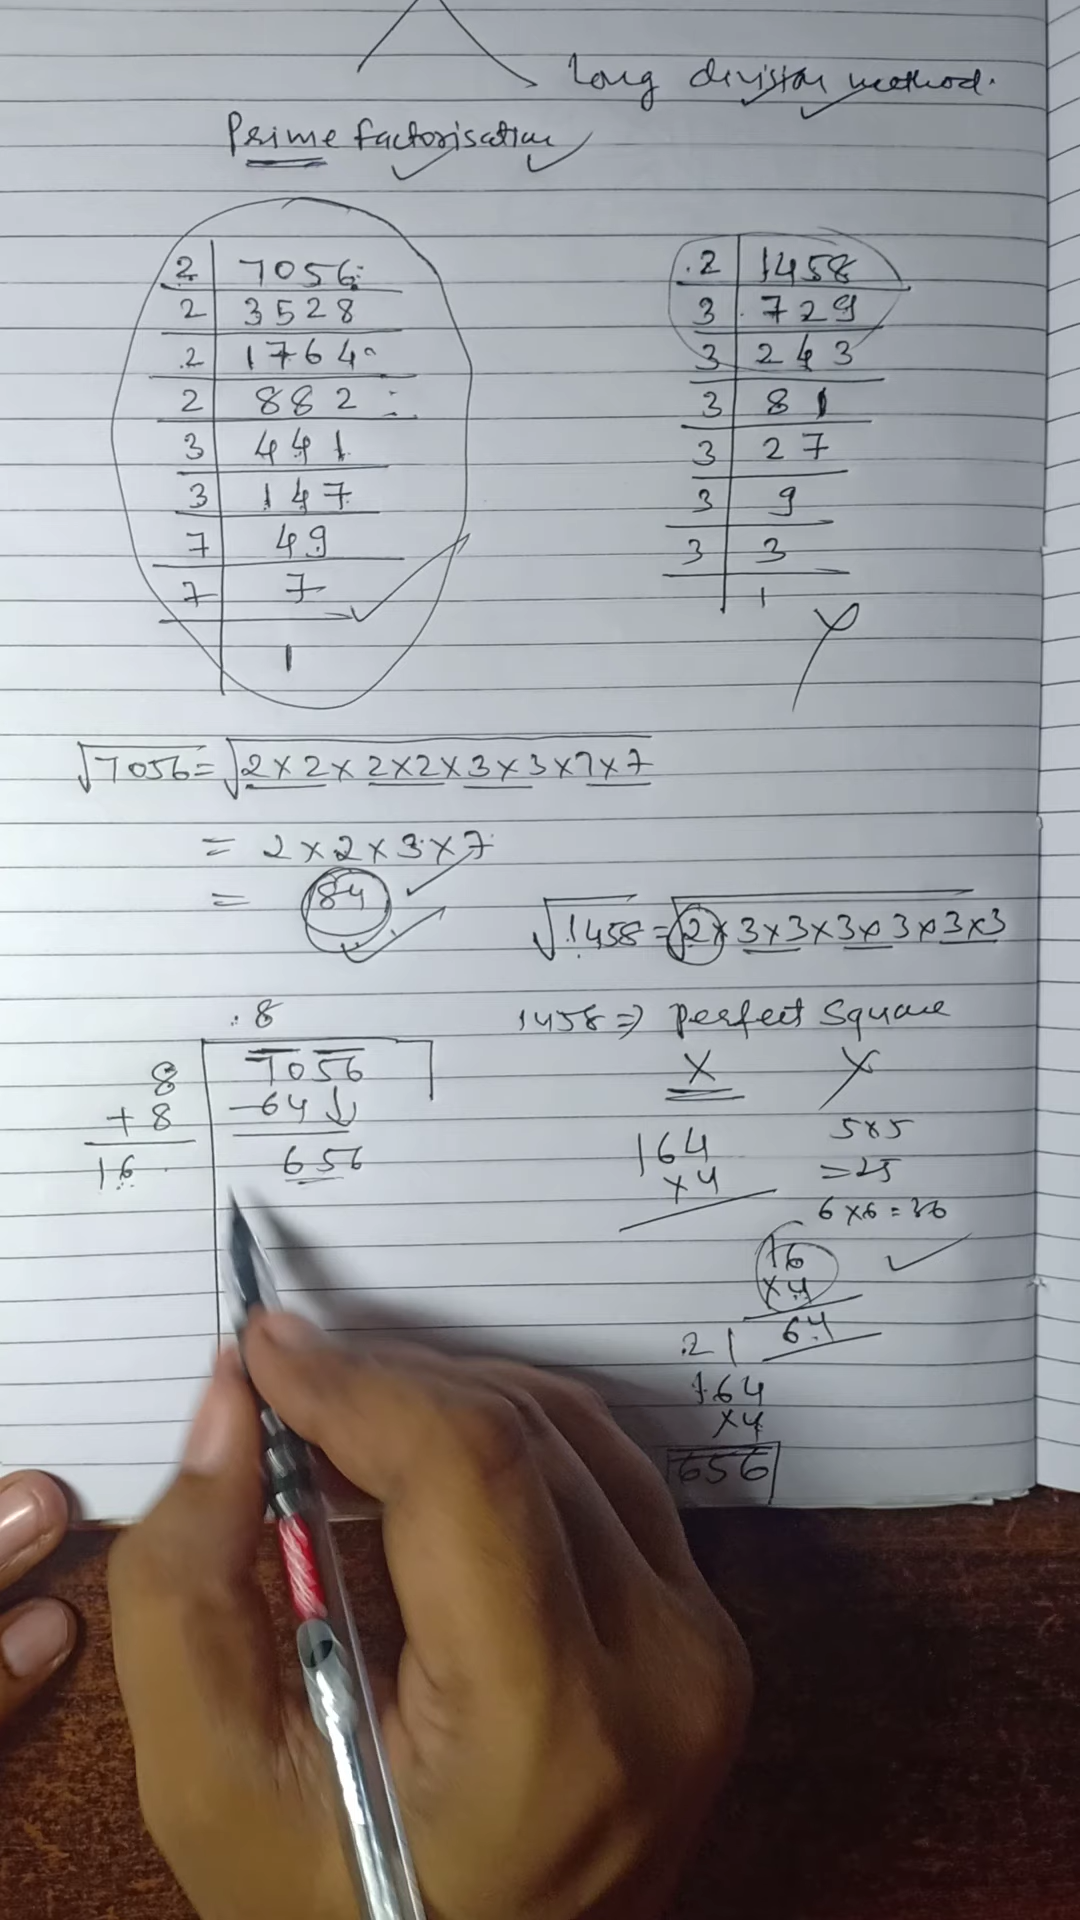 Long division method.
Prime factorisation
2 | 7056
2 | 3528
2 | 1764
2 | 882
3 | 441
3 | 147
7 | 49
7 | 7
1
2 | 1458
3 | 729
3 | 243
3 | 81
3 | 27
3 | 9
3 | 3
1
√7056 = √2×2×2×2×3×3×7×7
= 2×2×3×7
= 84
√1458 = √2×3×3×3×3×3×3
1458 ⇒ Perfect Square
X
8
8 | 7056
+8 | -64↓
16 | 656
164
×4
5×5
=25
6×6=36
16
×4
64
2
164
×4
656